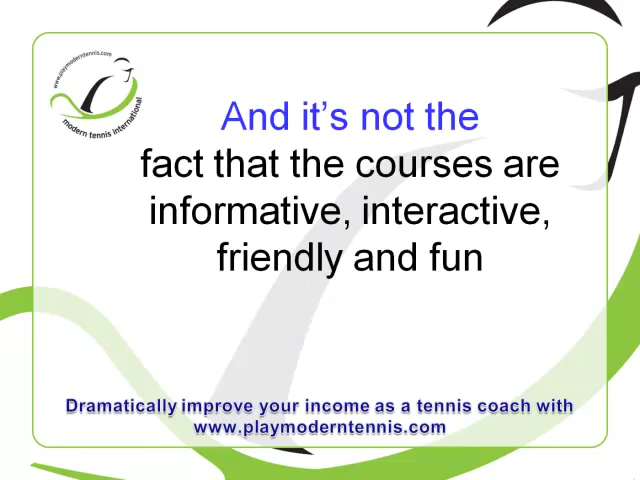 www.playmoderntennis.com
modern tennis international
And it's not the
fact that the courses are
informative, interactive,
friendly and fun
Dramatically improve your income as a tennis coach with
www.playmoderntennis.com